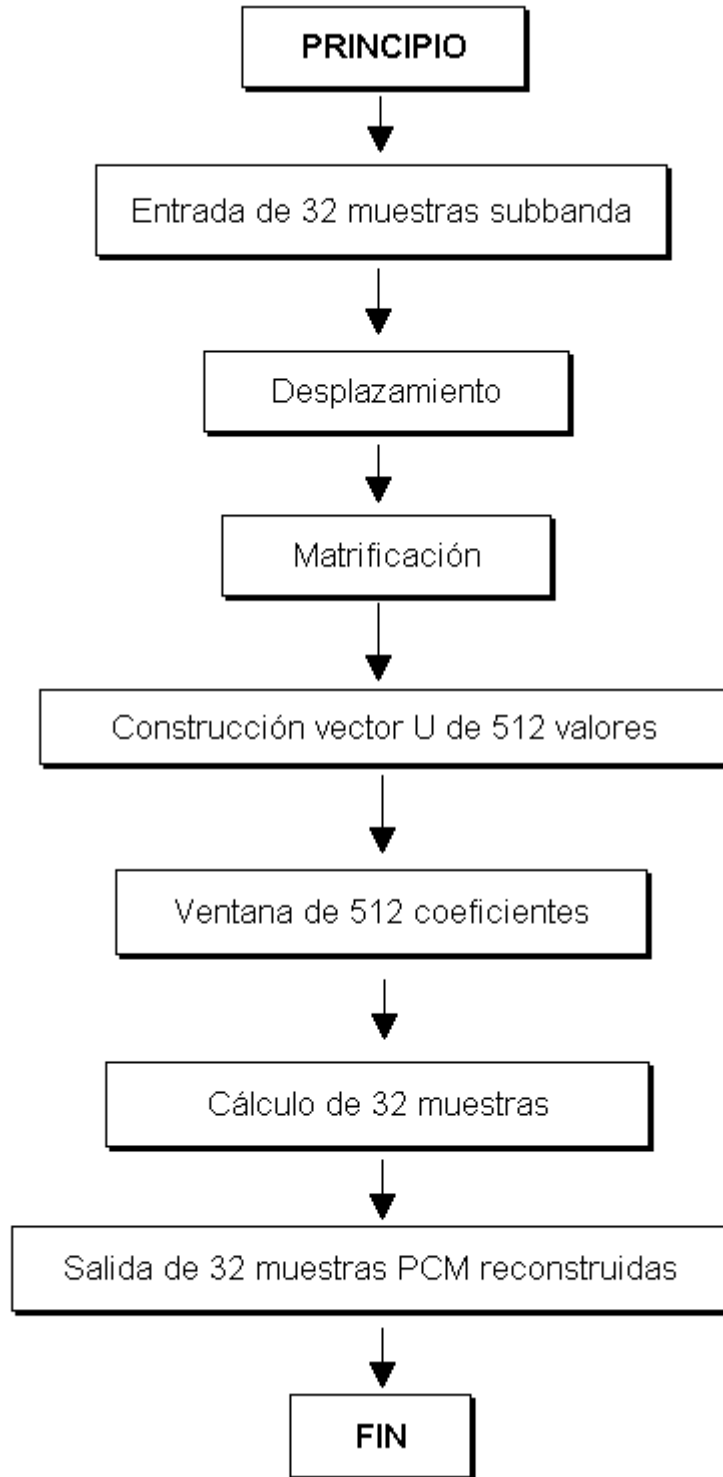 PRINCIPIO
Entrada de 32 muestras subbanda
Desplazamiento
Matrificación
Construcción vector U de 512 valores
Ventana de 512 coeficientes
Cálculo de 32 muestras
Salida de 32 muestras PCM reconstruidas
FIN